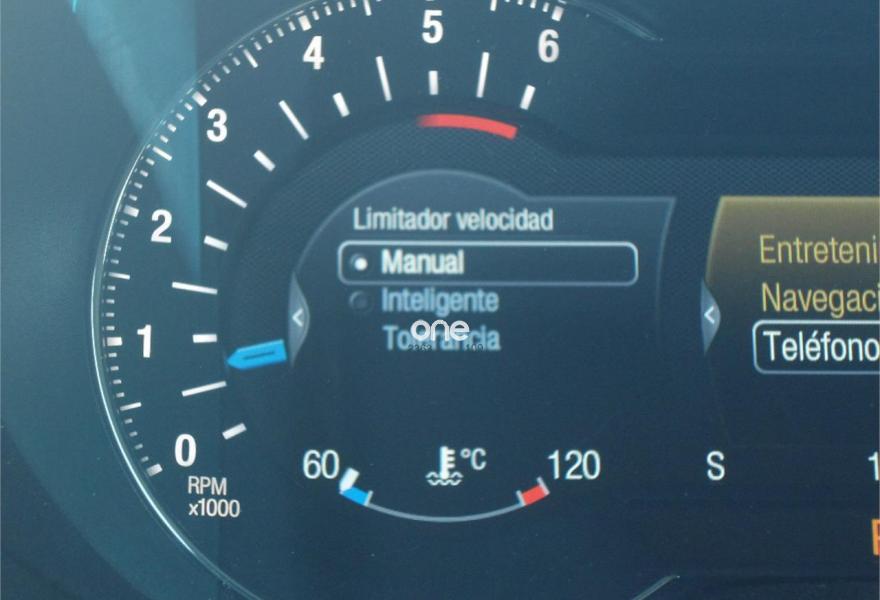 5
4
6
3
2
1
0
RPM
x1000
Limitador velocidad
Manual
Inteligente
Tolerancia
one
60
°C
120
Entreteni
Navegaci
Teléfono
S
1